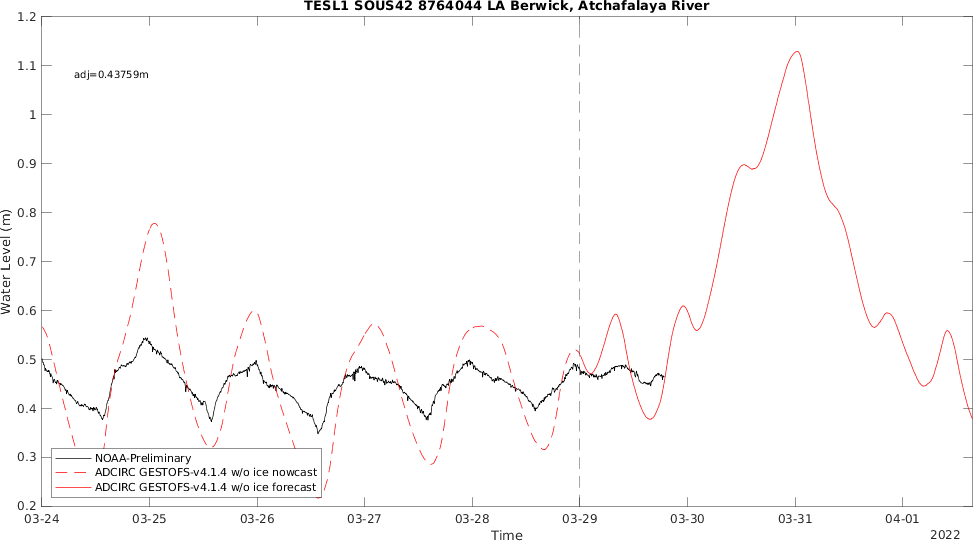 TESL1 SOUS42 8764044 LA Berwick, Atchafalaya River
1.2
1.1
adj=0.43759m
1
0.9
0.8
0.7
Water Level (m)
0.6
0.5
0.4
0.3
0.2
NOAA-Preliminary
ADCIRC GESTOFS-v4.1.4 w/o ice nowcast
ADCIRC GESTOFS-v4.1.4 w/o ice forecast
03-24 03-25 03-26 03-27 03-28 03-29 03-30 03-31 04-01
Time
2022